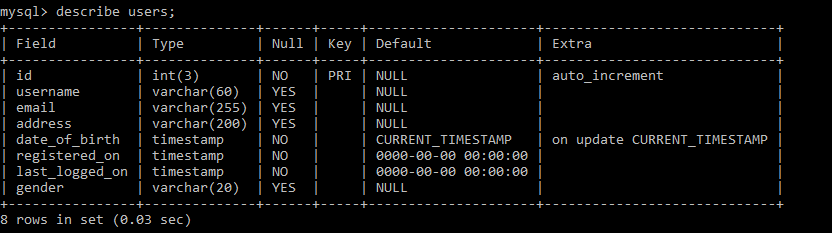 mysql> describe users;
+----------------+--------------+------+-----+---------------------+-----------------------------+
| Field          | Type         | Null | Key | Default             | Extra                       |
+----------------+--------------+------+-----+---------------------+-----------------------------+
| id             | int(3)       | NO   | PRI | NULL                | auto_increment              |
| username       | varchar(60)  | YES  |     | NULL                |                             |
| email          | varchar(255) | YES  |     | NULL                |                             |
| address        | varchar(200) | YES  |     | NULL                |                             |
| date_of_birth  | timestamp    | NO   |     | CURRENT_TIMESTAMP   | on update CURRENT_TIMESTAMP |
| registered_on  | timestamp    | NO   |     | 0000-00-00 00:00:00 |                             |
| last_logged_on | timestamp    | NO   |     | 0000-00-00 00:00:00 |                             |
| gender         | varchar(20)  | YES  |     | NULL                |                             |
+----------------+--------------+------+-----+---------------------+-----------------------------+
8 rows in set (0.03 sec)